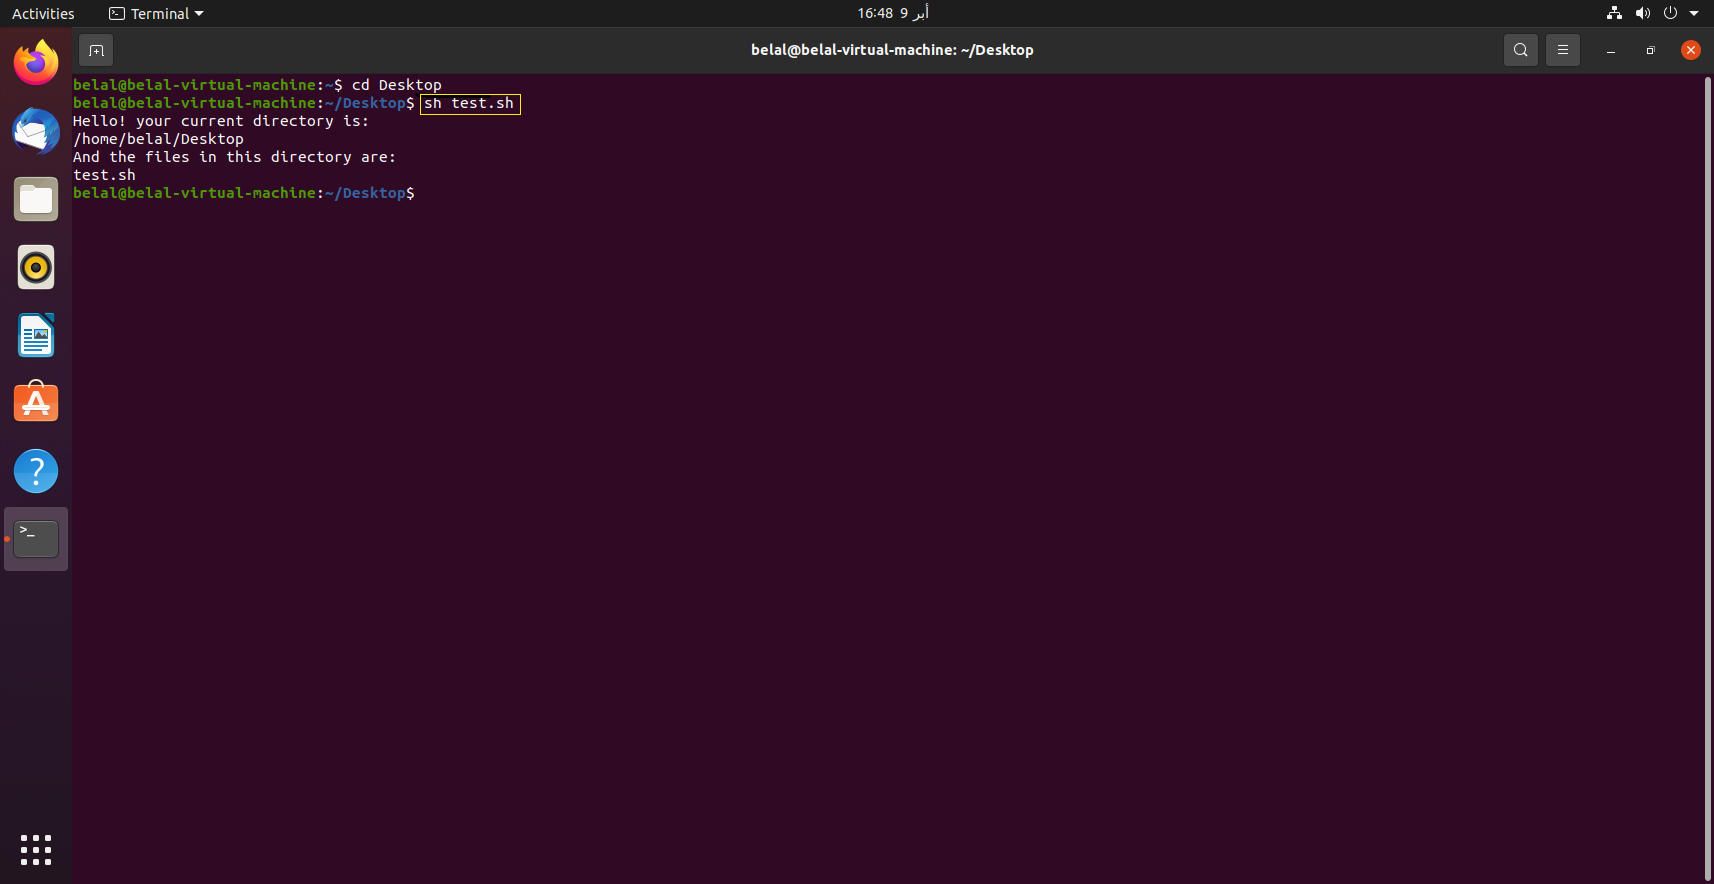 Activities
Terminal
16:48 9 أبر
belal@belal-virtual-machine: ~/Desktop
belal@belal-virtual-machine:~$ cd Desktop
belal@belal-virtual-machine:~/Desktop$ sh test.sh
Hello! your current directory is:
/home/belal/Desktop
And the files in this directory are:
test.sh
belal@belal-virtual-machine:~/Desktop$